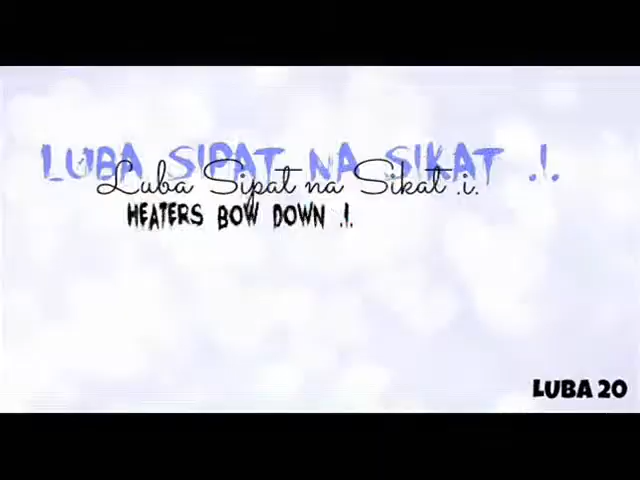 LUBA SIPAT NA SIKAT .!.
Luba Sipat na Sikat .i.
HEATERS BOW DOWN .!.
LUBA 20